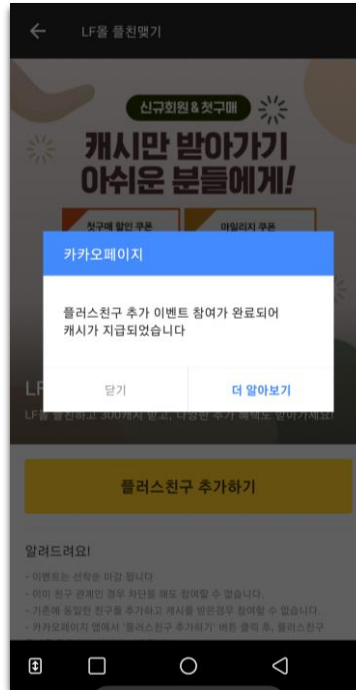 LF몰 플친맺기
신규회원&첫구매
캐시만 받아가기
아쉬운 분들에게!
첫구매 할인 쿠폰
마일리지 쿠폰
카카오페이지
플러스친구 추가 이벤트 참여가 완료되어
캐시가 지급되었습니다
닫기
더 알아보기
LF
LF몰 플친하고 300캐시 받고, 다양한 추가 혜택도 받아가세요!
플러스친구 추가하기
알려드려요!
- 이벤트는 선착순 마감 됩니다
- 이미 친구 관계인 경우 차단을 해도 참여할 수 없습니다.
- 기존에 동일한 친구를 추가하고 캐시를 받은경우 참여할 수 없습니다.
- 카카오페이지 앱에서 '플러스친구 추가하기' 버튼 클릭 후, 플러스친구